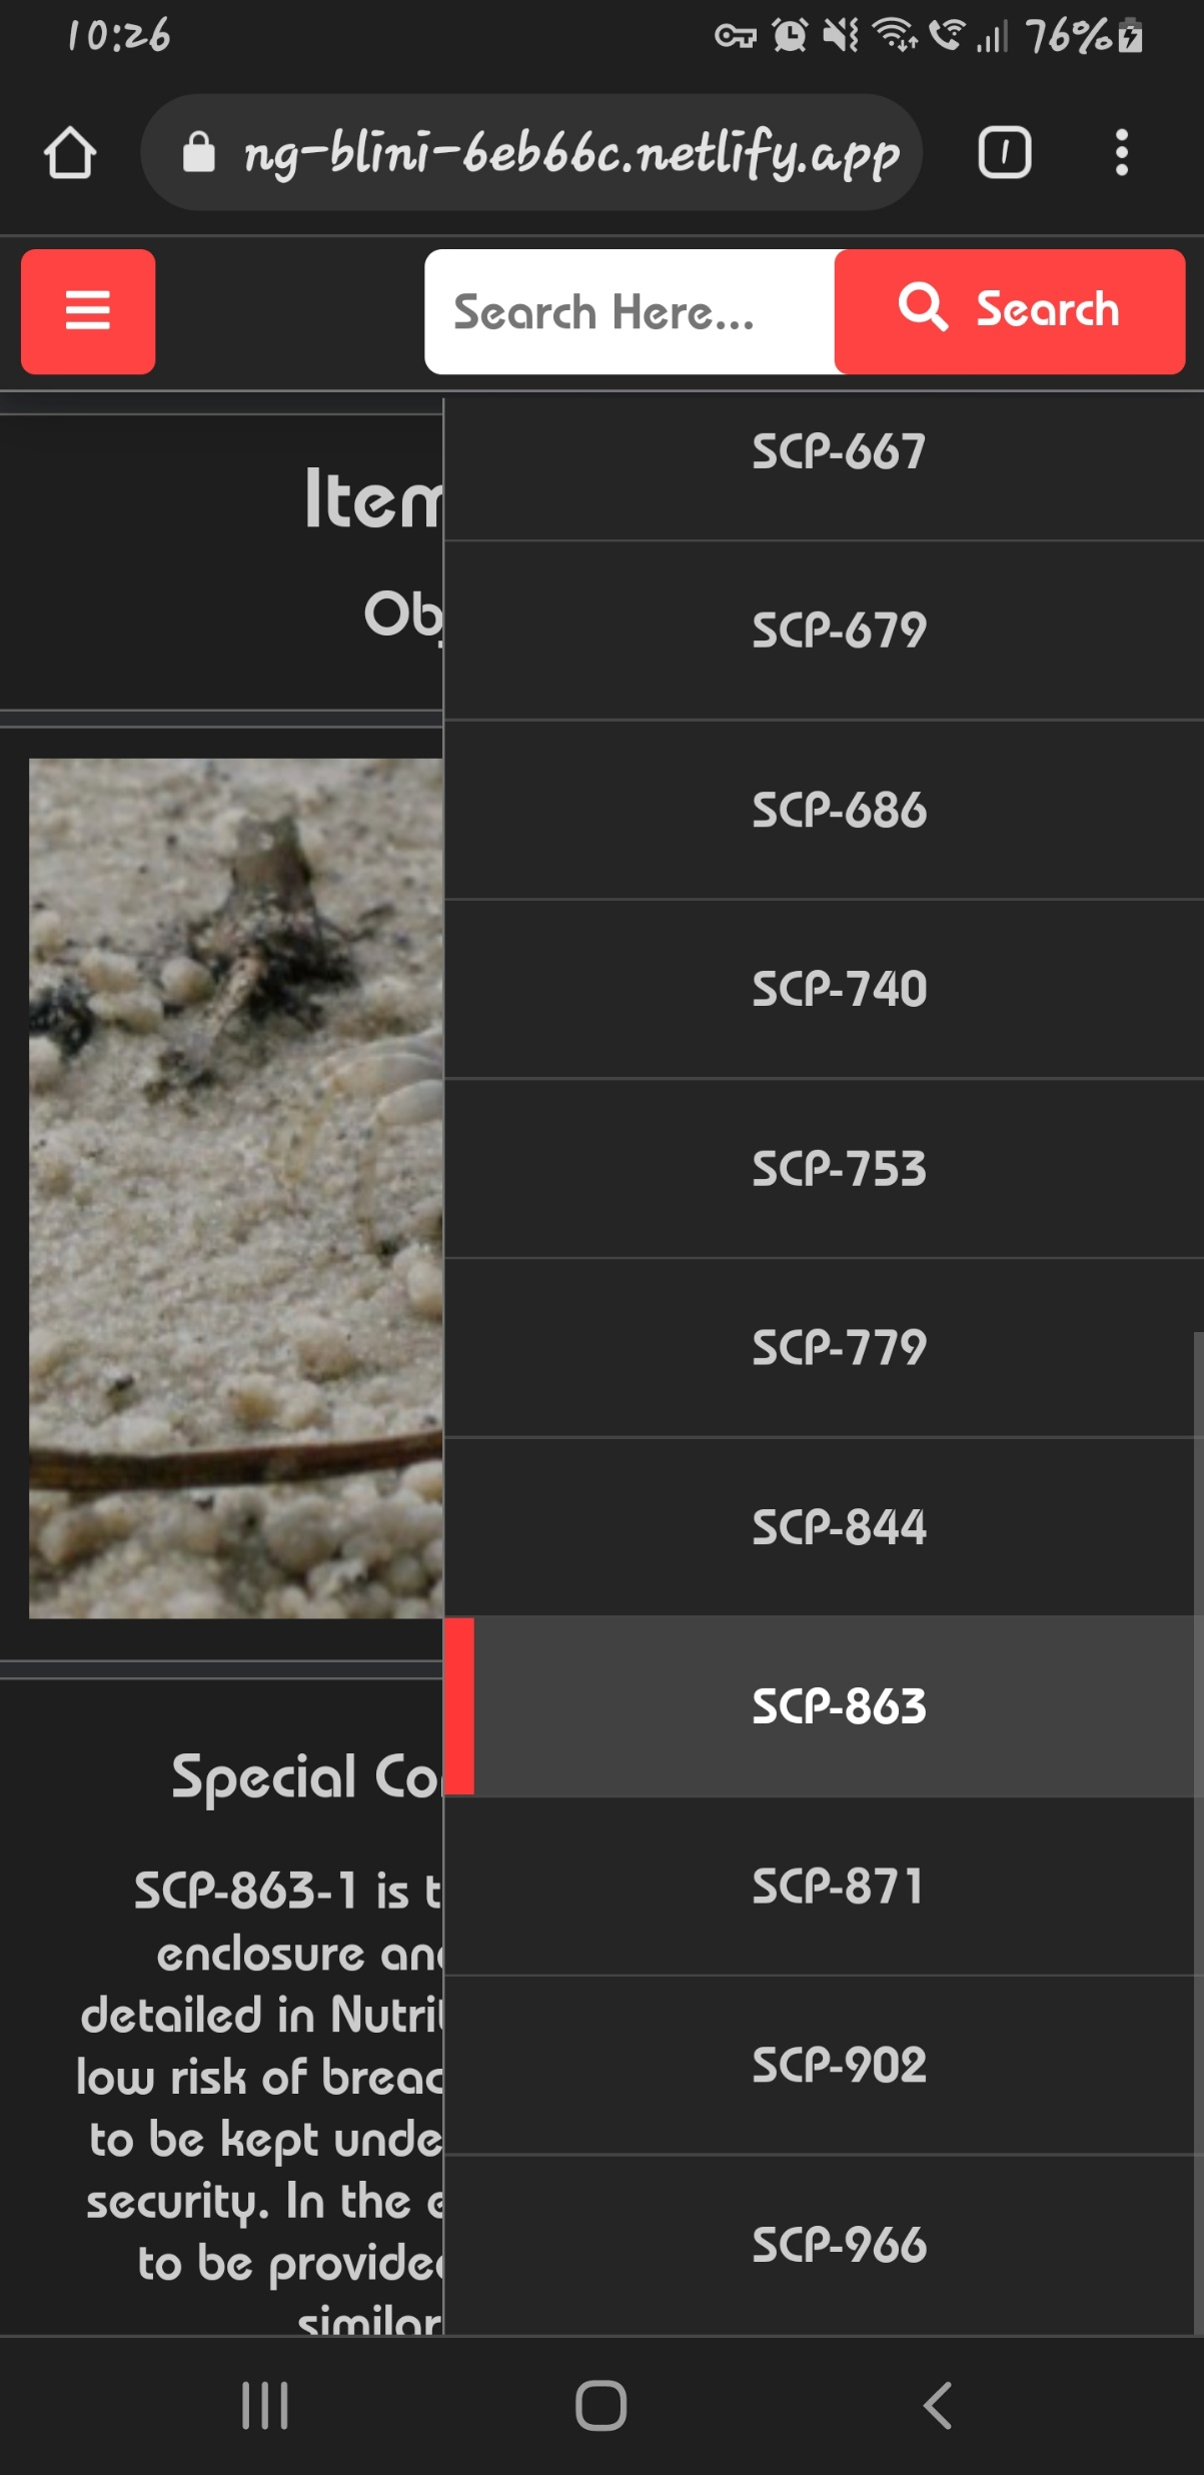 10:26
76%
ng-blini-6eb66c.netlify.app
1
Search Here...
Search
Item
Ob
Special Co
SCP-863-1 is t
enclosure and
detailed in Nutrit
low risk of breac
to be kept unde
security. In the e
to be provided
similar
SCP-667
SCP-679
SCP-686
SCP-740
SCP-753
SCP-779
SCP-844
SCP-863
SCP-871
SCP-902
SCP-966